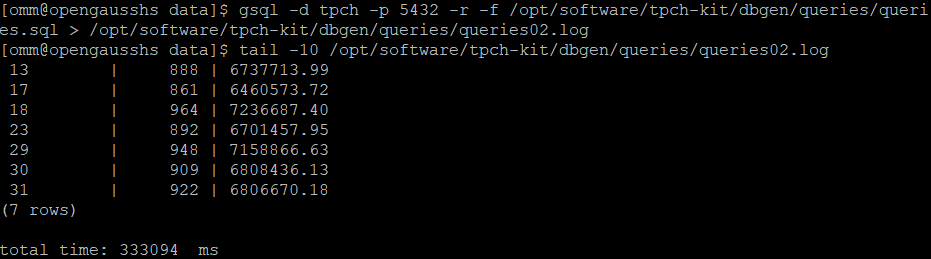 [omm@opengausshs data]$ gsql -d tpch -p 5432 -r -f /opt/software/tpch-kit/dbgen/queries/queri
es.sql > /opt/software/tpch-kit/dbgen/queries/queries02.log
[omm@opengausshs data]$ tail -10 /opt/software/tpch-kit/dbgen/queries/queries02.log
 13        |     888 | 6737713.99
 17        |     861 | 6460573.72
 18        |     964 | 7236687.40
 23        |     892 | 6701457.95
 29        |     948 | 7158866.63
 30        |     909 | 6808436.13
 31        |     922 | 6806670.18
(7 rows)

total time: 333094  ms